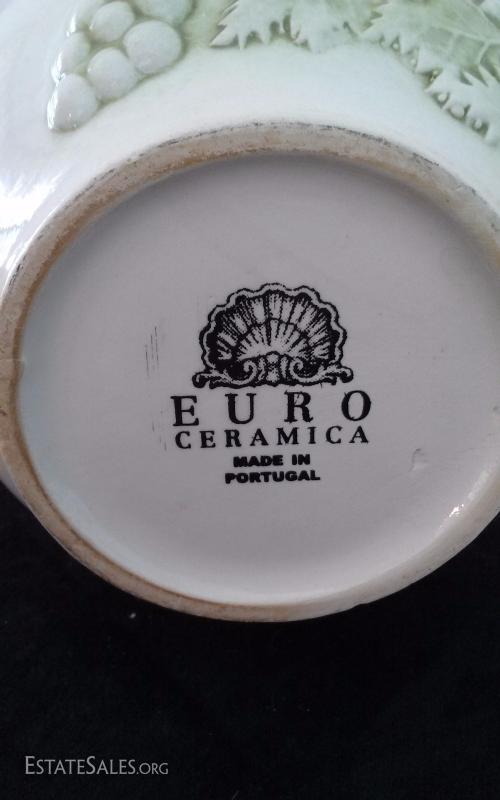 EURO
CERAMICA
MADE IN
PORTUGAL
ESTATESALES.ORG